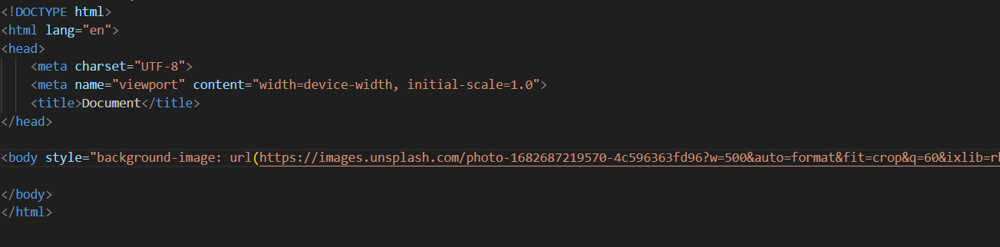 <!DOCTYPE html>
<html lang="en">
<head>
    <meta charset="UTF-8">
    <meta name="viewport" content="width=device-width, initial-scale=1.0">
    <title>Document</title>
</head>
<body style="background-image: url(https://images.unsplash.com/photo-1682687219570-4c596363fd96?w=500&auto=format&fit=crop&q=60&ixlib=rb
</body>
</html>